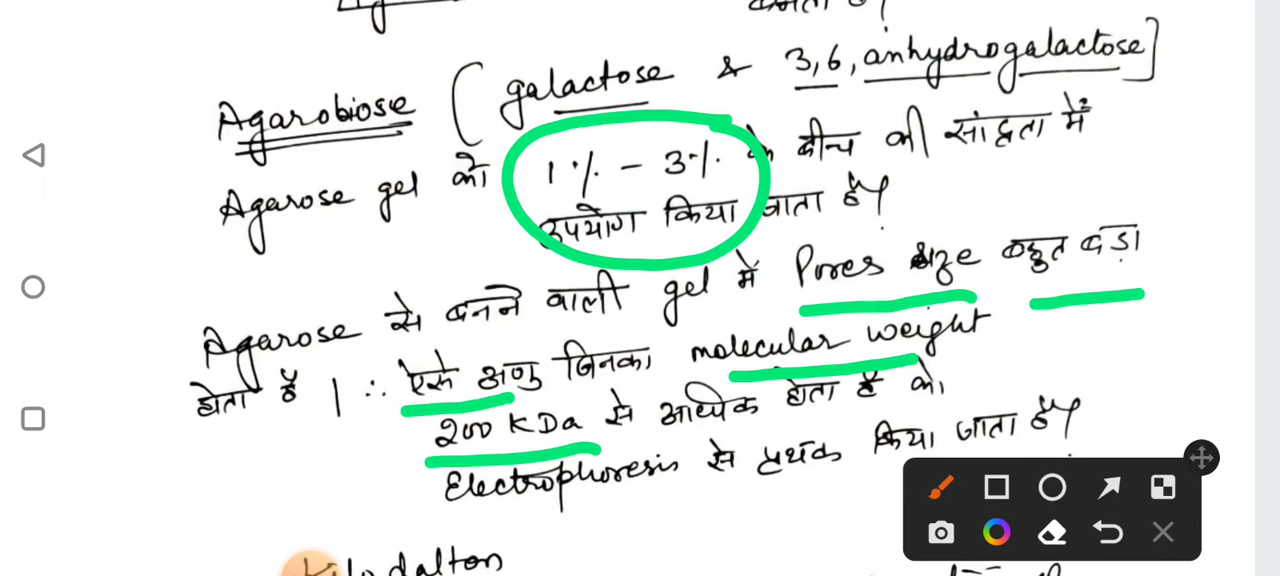 Agarobiose (galactose & 3,6, anhydrogalactose]
Agarose gel को 1% - 3% के बीच की सांद्रता में
उपयोग किया जाता है।
Agarose से बनने वाली gel में Pores size बहुत बड़ा
होता है | ∴ ऐसे अणु जिनका molecular weight
200 KDa से अधिक होता है को,
Electrophoresis से पृथक किया जाता है।